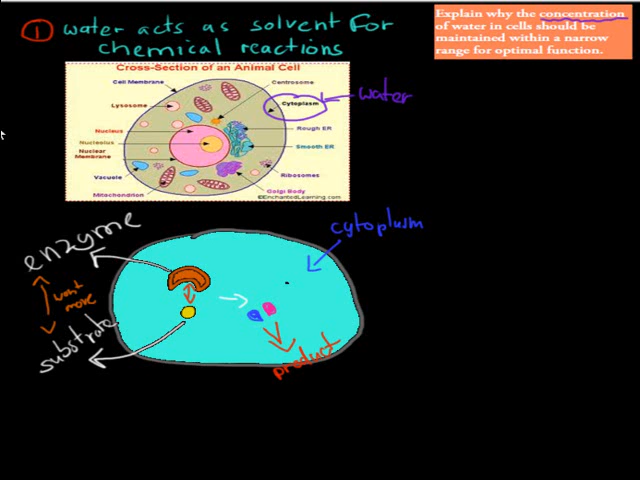 ① water acts as solvent For
chemical reactions
Explain why the concentration
of water in cells should be
maintained within a narrow
range for optimal function.
Cross-Section of an Animal Cell
Cell Membrane
Centrosome
Lysosome
Cytoplasm
water
Nucleus
Rough ER
Nucleolus
Smooth ER
Nuclear
Membrane
Vacuole
Ribosomes
Mitochondrion
Golgi Body
©EnchantedLearning.com
enzyme
cytoplasm
want
more
substrate
product